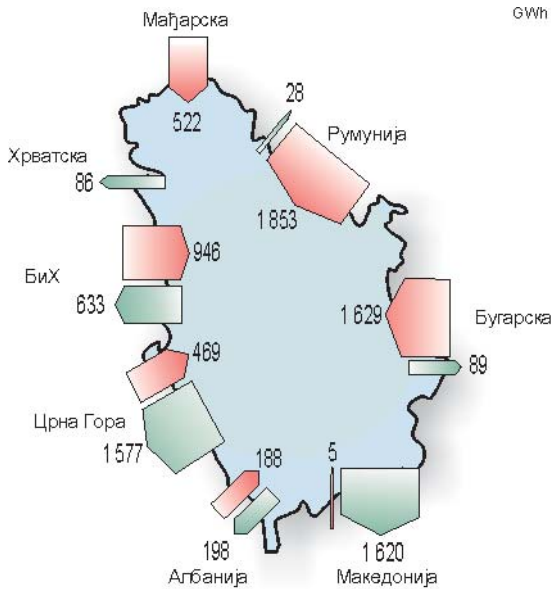 GWh
Мађарска
522
28
Румунија
1 853
Хрватска
86
946
БиХ
633
1 629
Бугарска
89
469
Црна Гора
1 577
188
198
Албанија
5
1 620
Македонија